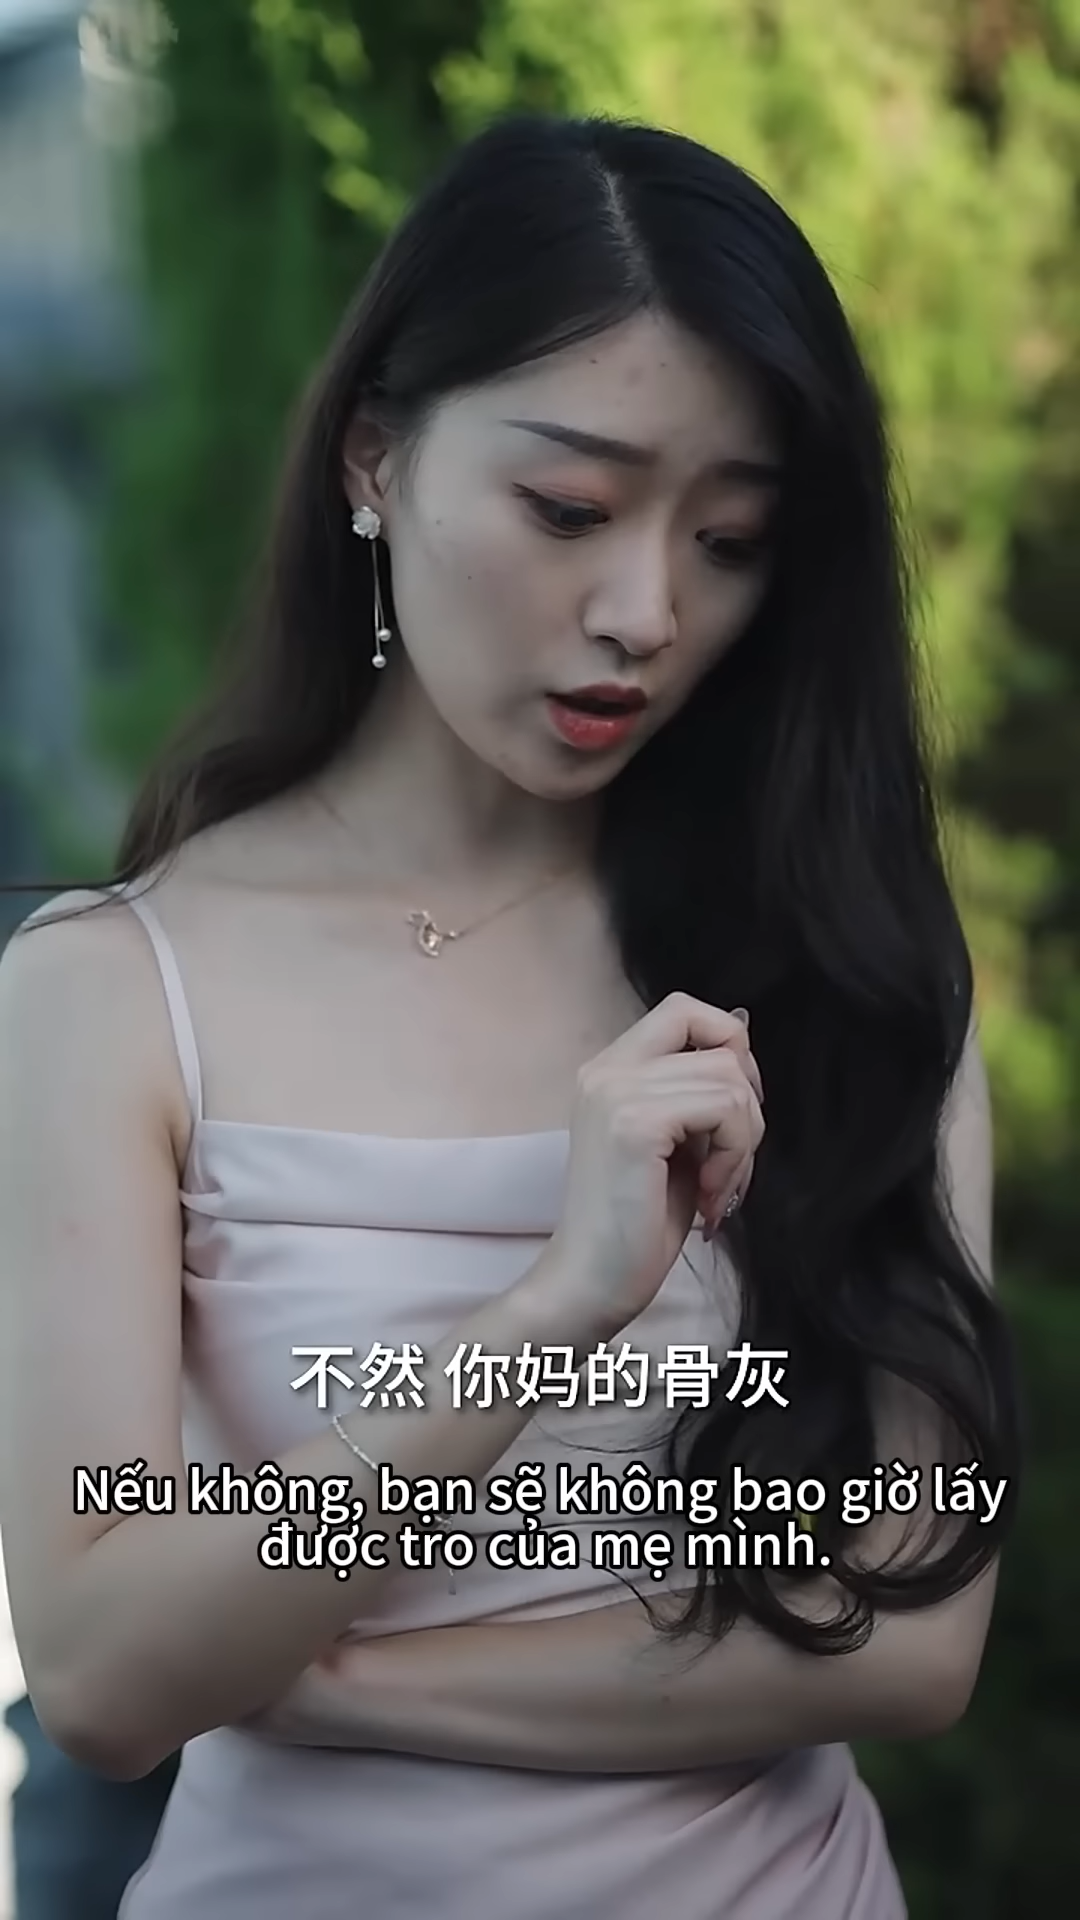 不然 你妈的骨灰
Nếu không, bạn sẽ không bao giờ lấy
được tro của mẹ mình.